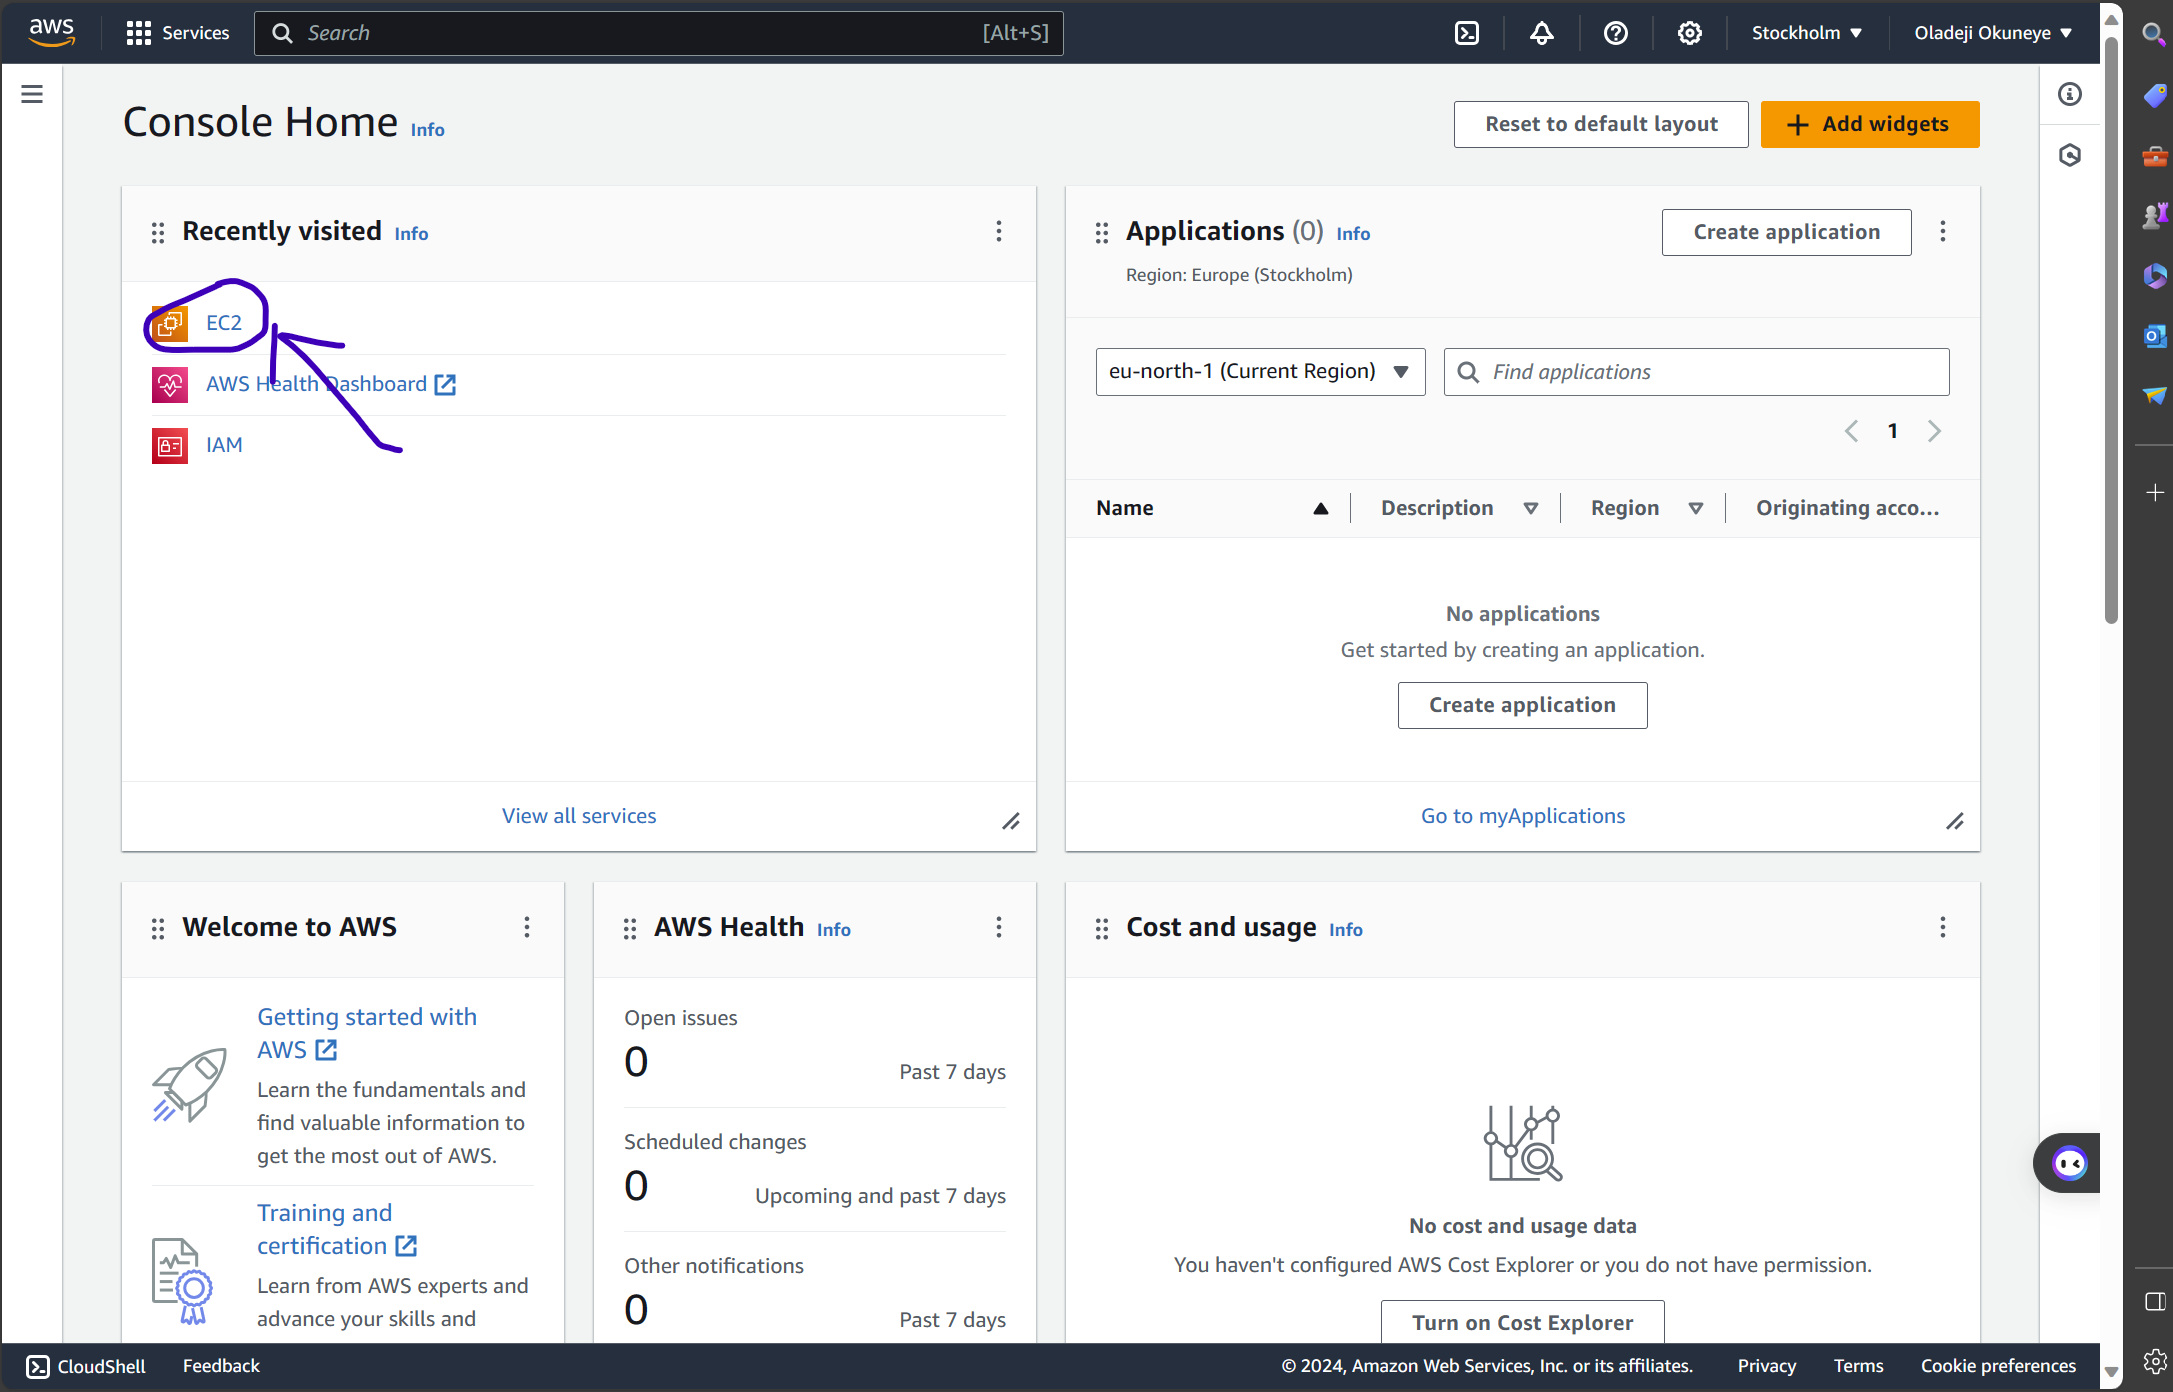 aws
Services
Search [Alt+S]
Stockholm
Oladeji Okuneye
Console Home Info
Reset to default layout
Add widgets
Recently visited Info
EC2
AWS Health Dashboard
IAM
View all services
Applications (0) Info
Region: Europe (Stockholm)
Create application
eu-north-1 (Current Region)
Find applications
1
Name Description Region Originating acco...
No applications
Get started by creating an application.
Create application
Go to myApplications
Welcome to AWS
Getting started with
AWS
Learn the fundamentals and
find valuable information to
get the most out of AWS.
Training and
certification
Learn from AWS experts and
advance your skills and
AWS Health Info
Open issues
0
Past 7 days
Scheduled changes
0
Upcoming and past 7 days
Other notifications
0
Past 7 days
Cost and usage Info
No cost and usage data
You haven't configured AWS Cost Explorer or you do not have permission.
Turn on Cost Explorer
CloudShell
Feedback
© 2024, Amazon Web Services, Inc. or its affiliates.
Privacy
Terms
Cookie preferences